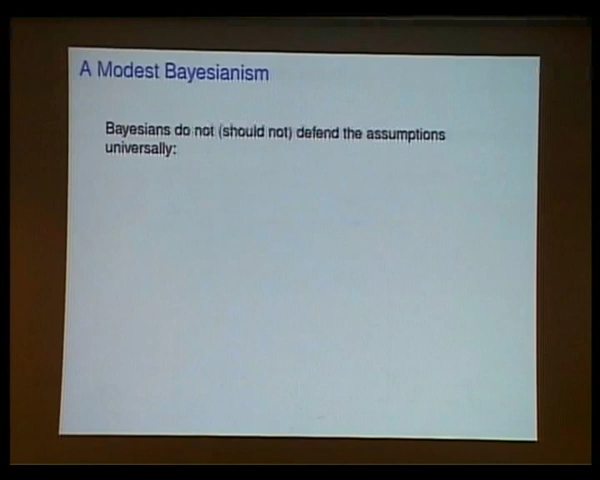 A Modest Bayesianism
Bayesians do not (should not) defend the assumptions
universally: